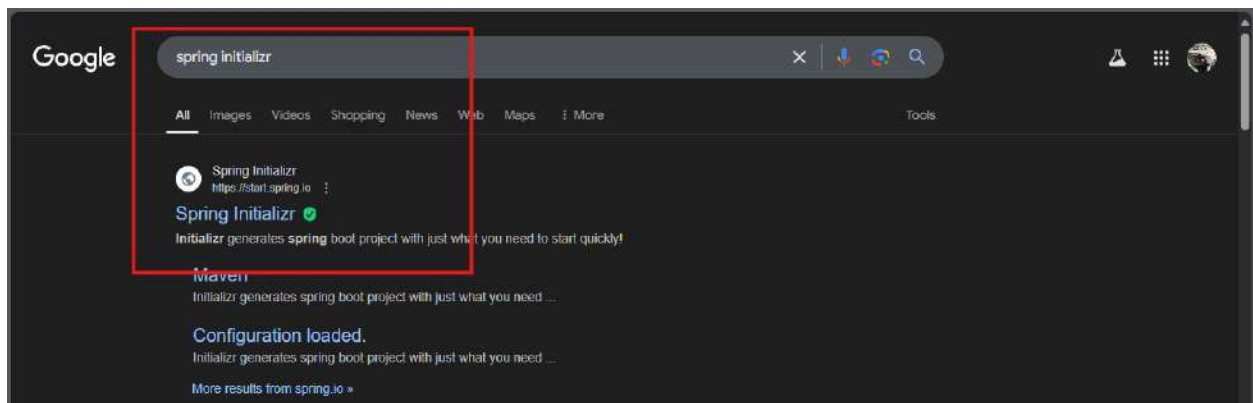 Google
spring initializr
All Images Videos Shopping News Web Maps More Tools
Spring Initializr
https://start.spring.io
Spring Initializr
Initializr generates spring boot project with just what you need to start quickly!
Maven
Initializr generates spring boot project with just what you need ...
Configuration loaded.
Initializr generates spring boot project with just what you need ...
More results from spring.io »